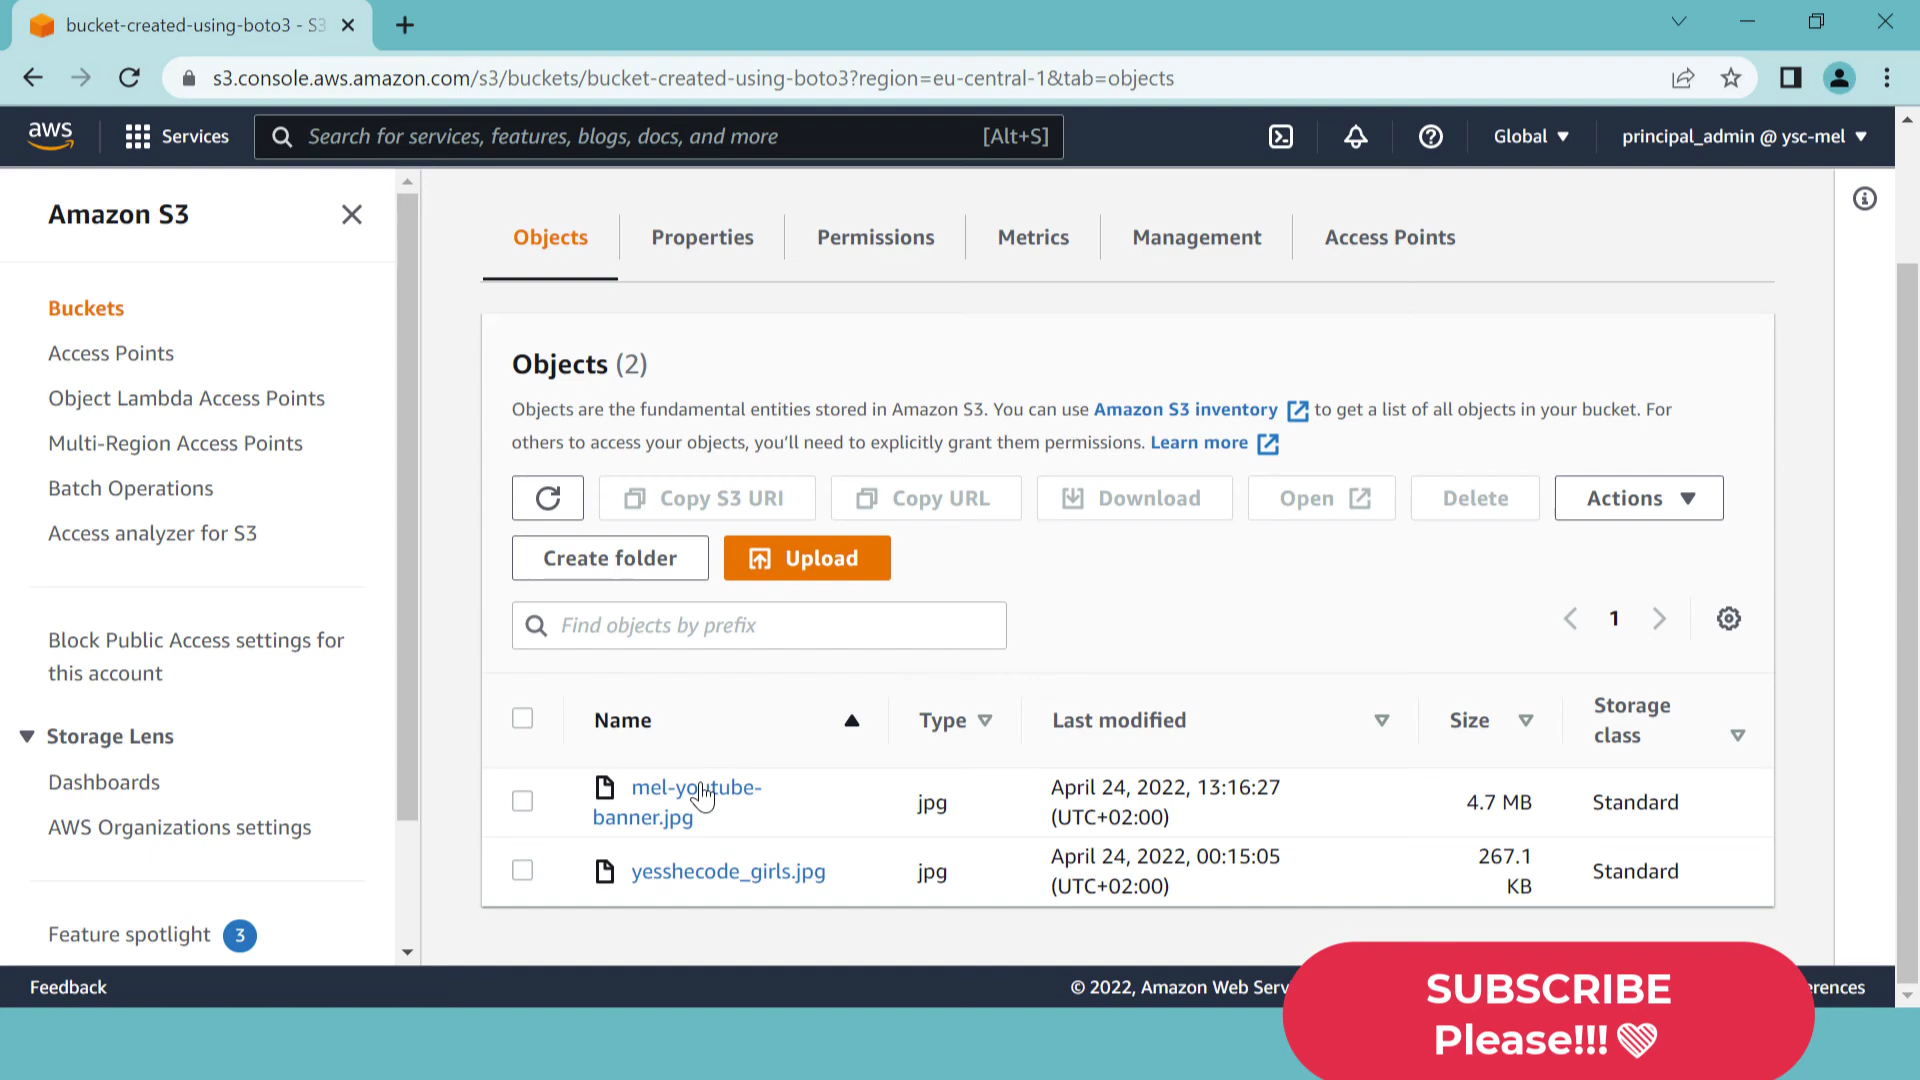 bucket-created-using-boto3 - S3
s3.console.aws.amazon.com/s3/buckets/bucket-created-using-boto3?region=eu-central-1&tab=objects
aws
Services
Search for services, features, blogs, docs, and more
[Alt+S]
Global
principal_admin @ ysc-mel
Amazon S3
Buckets
Access Points
Object Lambda Access Points
Multi-Region Access Points
Batch Operations
Access analyzer for S3
Block Public Access settings for
this account
Storage Lens
Dashboards
AWS Organizations settings
Feature spotlight 3
Objects
Properties
Permissions
Metrics
Management
Access Points
Objects (2)
Objects are the fundamental entities stored in Amazon S3. You can use Amazon S3 inventory to get a list of all objects in your bucket. For
others to access your objects, you'll need to explicitly grant them permissions. Learn more
Copy S3 URI
Copy URL
Download
Open
Delete
Actions
Create folder
Upload
Find objects by prefix
1
Name
Type
Last modified
Size
Storage
class
mel-youtube-
banner.jpg
jpg
April 24, 2022, 13:16:27
(UTC+02:00)
4.7 MB
Standard
yesshecode_girls.jpg
jpg
April 24, 2022, 00:15:05
(UTC+02:00)
267.1
KB
Standard
Feedback
© 2022, Amazon Web
SUBSCRIBE
Please!!!